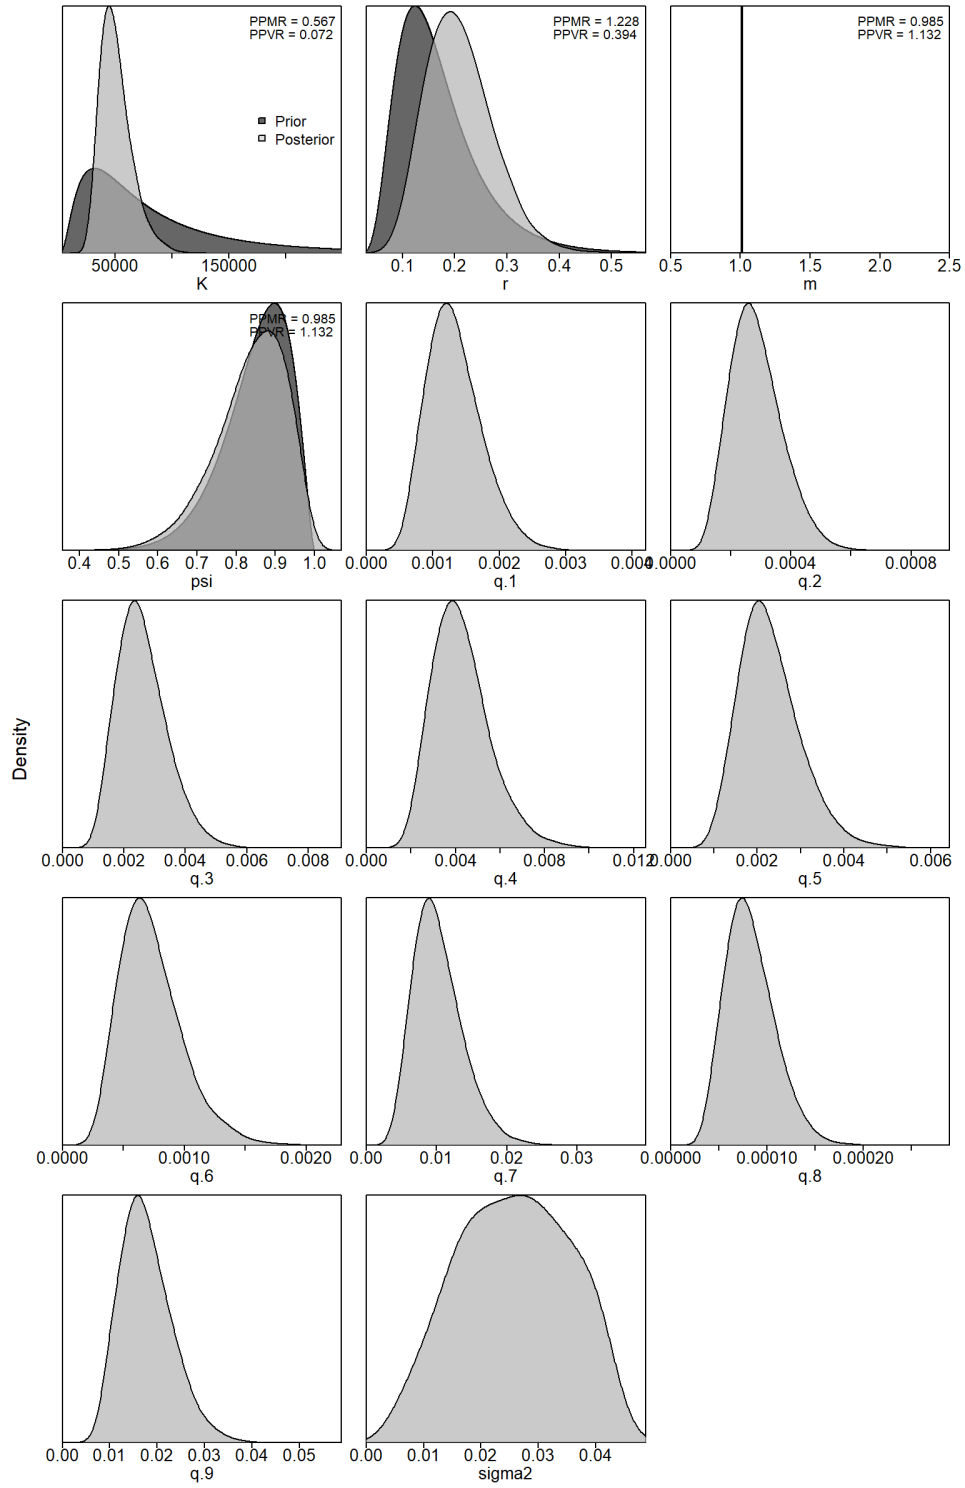 PPMR = 0.567
PPVR = 0.072
Prior
Posterior
50000 150000
K
PPMR = 1.228
PPVR = 0.394
0.1 0.2 0.3 0.4 0.5
r
PPMR = 0.985
PPVR = 1.132
0.5 1.0 1.5 2.0 2.5
m
PPMR = 0.985
PPVR = 1.132
0.4 0.5 0.6 0.7 0.8 0.9 1.0
psi
0.000 0.001 0.002 0.003 0.004
q.1
0.0000 0.0004 0.0008
q.2
Density
0.000 0.002 0.004 0.006 0.008
q.3
0.000 0.004 0.008 0.012
q.4
0.000 0.002 0.004 0.006
q.5
0.0000 0.0010 0.0020
q.6
0.00 0.01 0.02 0.03
q.7
0.00000 0.00010 0.00020
q.8
0.00 0.01 0.02 0.03 0.04 0.05
q.9
0.00 0.01 0.02 0.03 0.04
sigma2